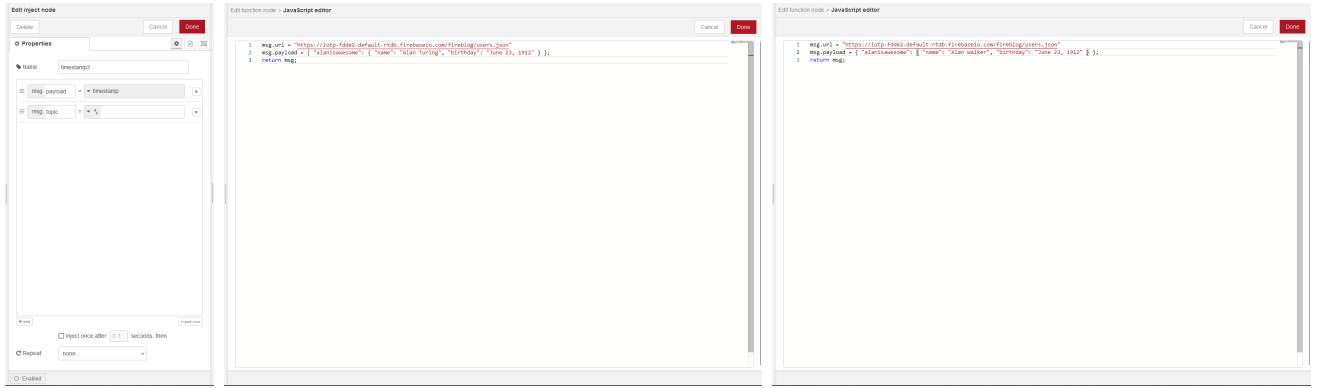 Edit inject node
Delete
Cancel
Done
Properties
Name
timestamp3
msg. payload
=
timestamp
msg. topic
=
a z
add
inject now
Inject once after
0.1
seconds, then
Repeat
none
Enabled
Edit function node > JavaScript editor
Cancel
Done
1 msg.url = "https://iotp-fdde2-default-rtdb.firebaseio.com/fireblog/users.json"
2 msg.payload = { "alanisawesome": { "name": "Alan Turing", "birthday": "June 23, 1912" } };
3 return msg;
Edit function node > JavaScript editor
Cancel
Done
1 msg.url = "https://iotp-fdde2-default-rtdb.firebaseio.com/fireblog/users.json"
2 msg.payload = { "alanisawesome": { "name": "Alan Walker", "birthday": "June 23, 1912" } };
3 return msg;